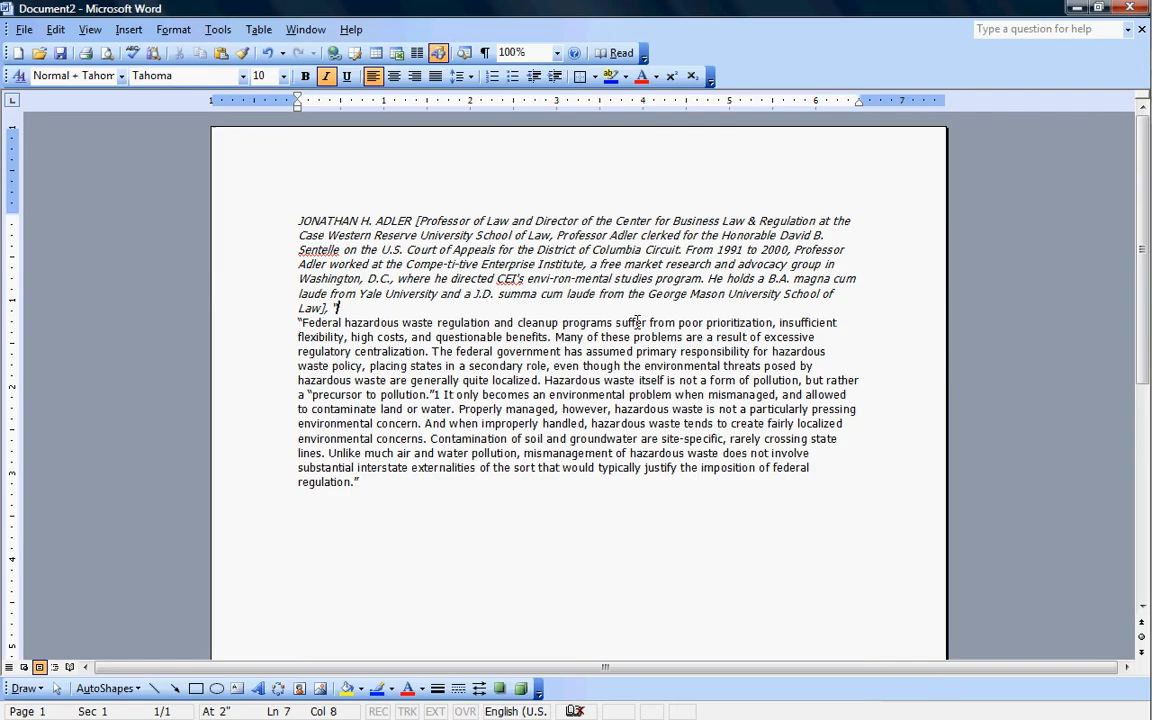 Document2 - Microsoft Word
File Edit View Insert Format Tools Table Window Help
Type a question for help
100%
Read
Normal + Tahom
Tahoma
10
B I U
1 1 2 3 4 5 6 7
JONATHAN H. ADLER [Professor of Law and Director of the Center for Business Law & Regulation at the
Case Western Reserve University School of Law, Professor Adler clerked for the Honorable David B.
Sentelle on the U.S. Court of Appeals for the District of Columbia Circuit. From 1991 to 2000, Professor
Adler worked at the Compe-ti-tive Enterprise Institute, a free market research and advocacy group in
Washington, D.C., where he directed CEI's envi-ron-mental studies program. He holds a B.A. magna cum
laude from Yale University and a J.D. summa cum laude from the George Mason University School of
Law], "
“Federal hazardous waste regulation and cleanup programs suffer from poor prioritization, insufficient
flexibility, high costs, and questionable benefits. Many of these problems are a result of excessive
regulatory centralization. The federal government has assumed primary responsibility for hazardous
waste policy, placing states in a secondary role, even though the environmental threats posed by
hazardous waste are generally quite localized. Hazardous waste itself is not a form of pollution, but rather
a “precursor to pollution.”1 It only becomes an environmental problem when mismanaged, and allowed
to contaminate land or water. Properly managed, however, hazardous waste is not a particularly pressing
environmental concern. And when improperly handled, hazardous waste tends to create fairly localized
environmental concerns. Contamination of soil and groundwater are site-specific, rarely crossing state
lines. Unlike much air and water pollution, mismanagement of hazardous waste does not involve
substantial interstate externalities of the sort that would typically justify the imposition of federal
regulation.”
Draw AutoShapes
Page 1 Sec 1 1/1 At 2" Ln 7 Col 8 REC TRK EXT OVR English (U.S.